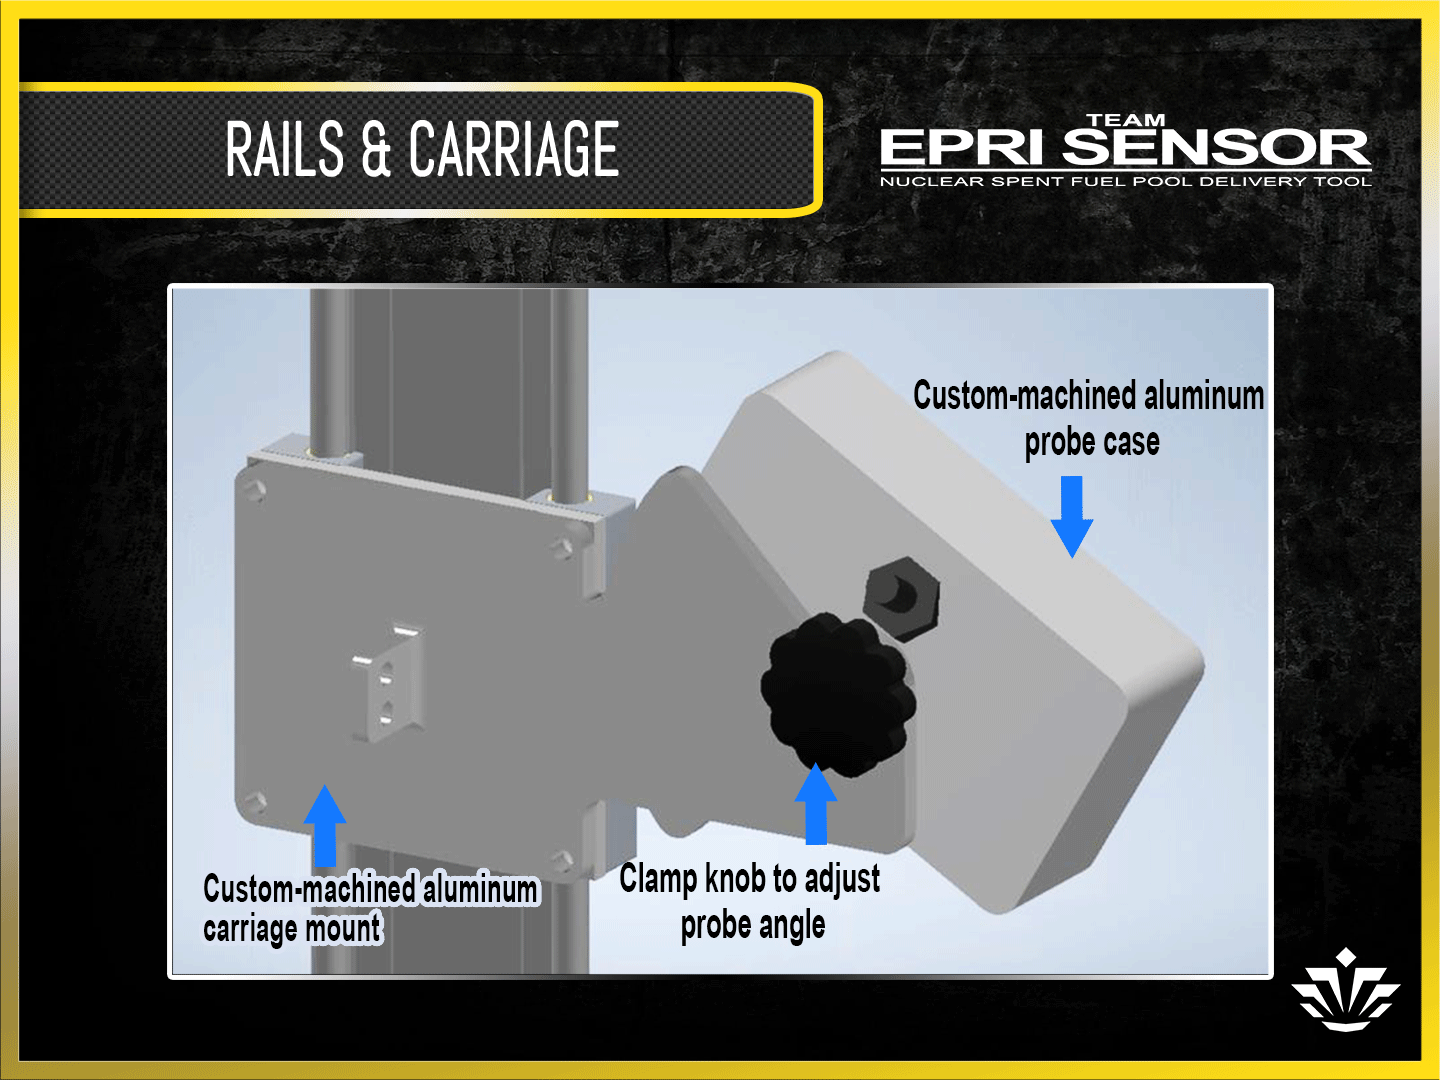 RAILS & CARRIAGE
TEAM
EPRI SENSOR
NUCLEAR SPENT FUEL POOL DELIVERY TOOL
Custom-machined aluminum
probe case
Custom-machined aluminum
carriage mount
Clamp knob to adjust
probe angle